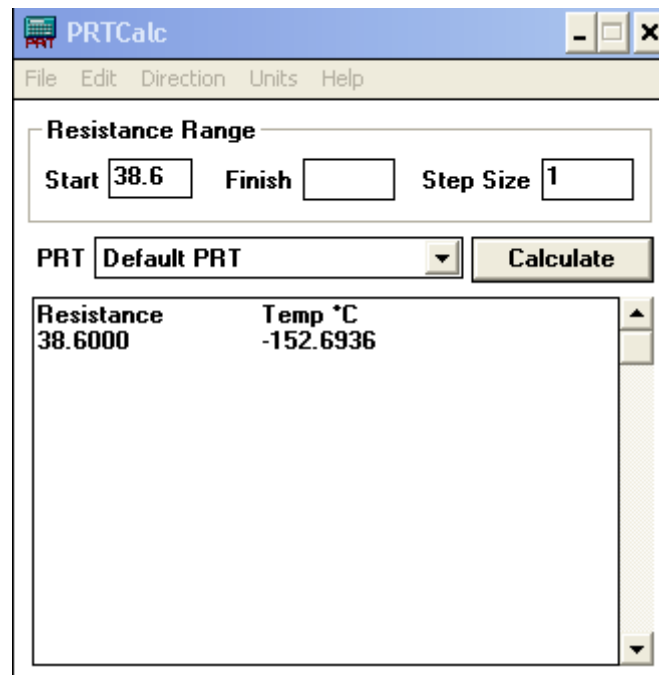 PRT PRTCalc
File Edit Direction Units Help
Resistance Range
Start 38.6 Finish Step Size 1
PRT Default PRT Calculate
Resistance Temp °C
38.6000 -152.6936